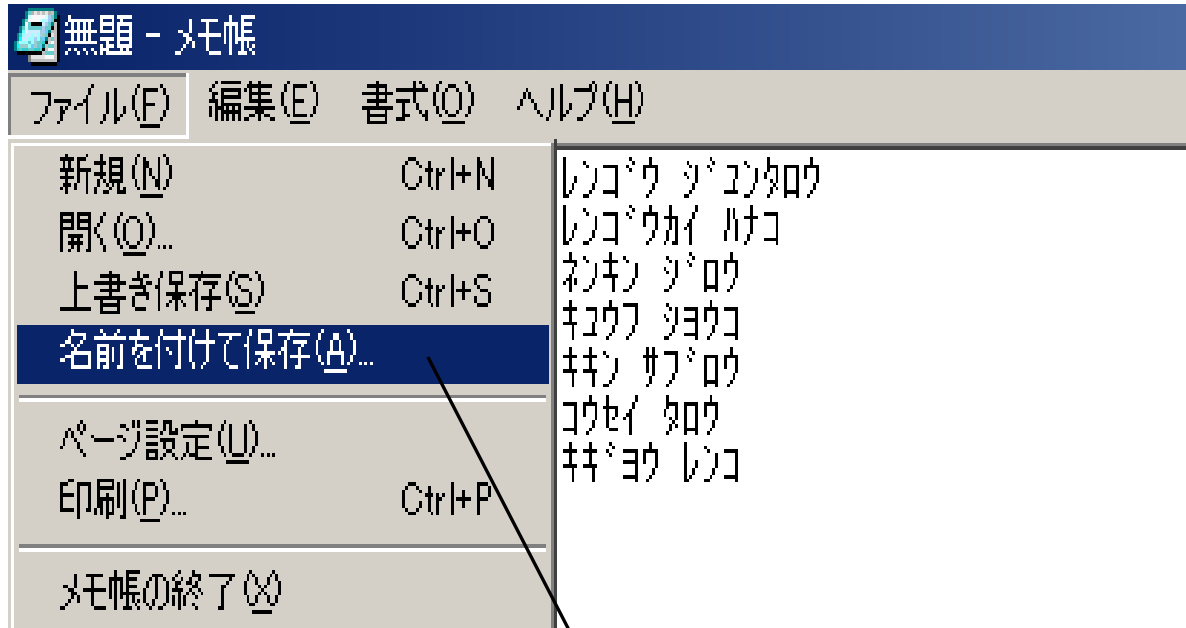 無題 - メモ帳
ファイル(F) 編集(E) 書式(O) ヘルプ(H)
新規(N) Ctrl+N
開く(O)... Ctrl+O
上書き保存(S) Ctrl+S
名前を付けて保存(A)...
ページ設定(U)...
印刷(P)... Ctrl+P
メモ帳の終了(X)
ﾚﾝｺﾞｳ ｼﾞﾕﾝﾀﾛｳ
ﾚﾝｺﾞｳｶｲ ﾊﾅｺ
ﾈﾝｷﾝ ｼﾞﾛｳ
ｷﾕｳﾌ ｼﾖｳｺ
ｷｷﾝ ｻﾌﾞﾛｳ
ｺｳｾｲ ﾀﾛｳ
ｷｷﾞﾖｳ ﾚﾝｺ